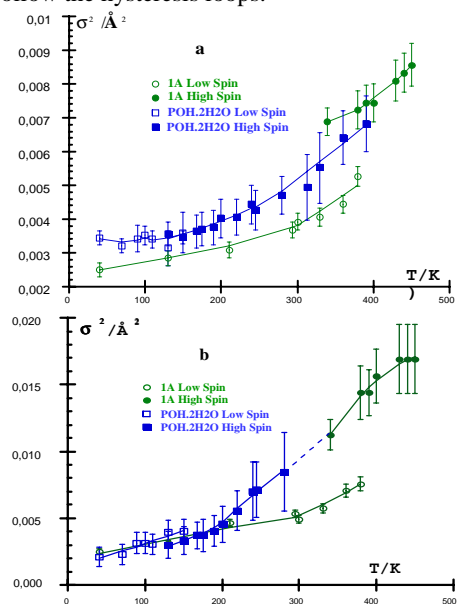 ollow the hysteresis loops.
σ² /Å²
0,01
a
0,009
1A Low Spin
1A High Spin
0,008
POH.2H2O Low Spin
POH.2H2O High Spin
0,007
0,006
0,005
0,004
0,003
T/K
)
0,002
0 100 200 300 400 500
σ ²/Å ²
0,020
b
1A Low Spin
0,015
1A High Spin
POH.2H2O Low Spin
POH.2H2O High Spin
0,010
0,005
T/K
0,000
0 100 200 300 400 500